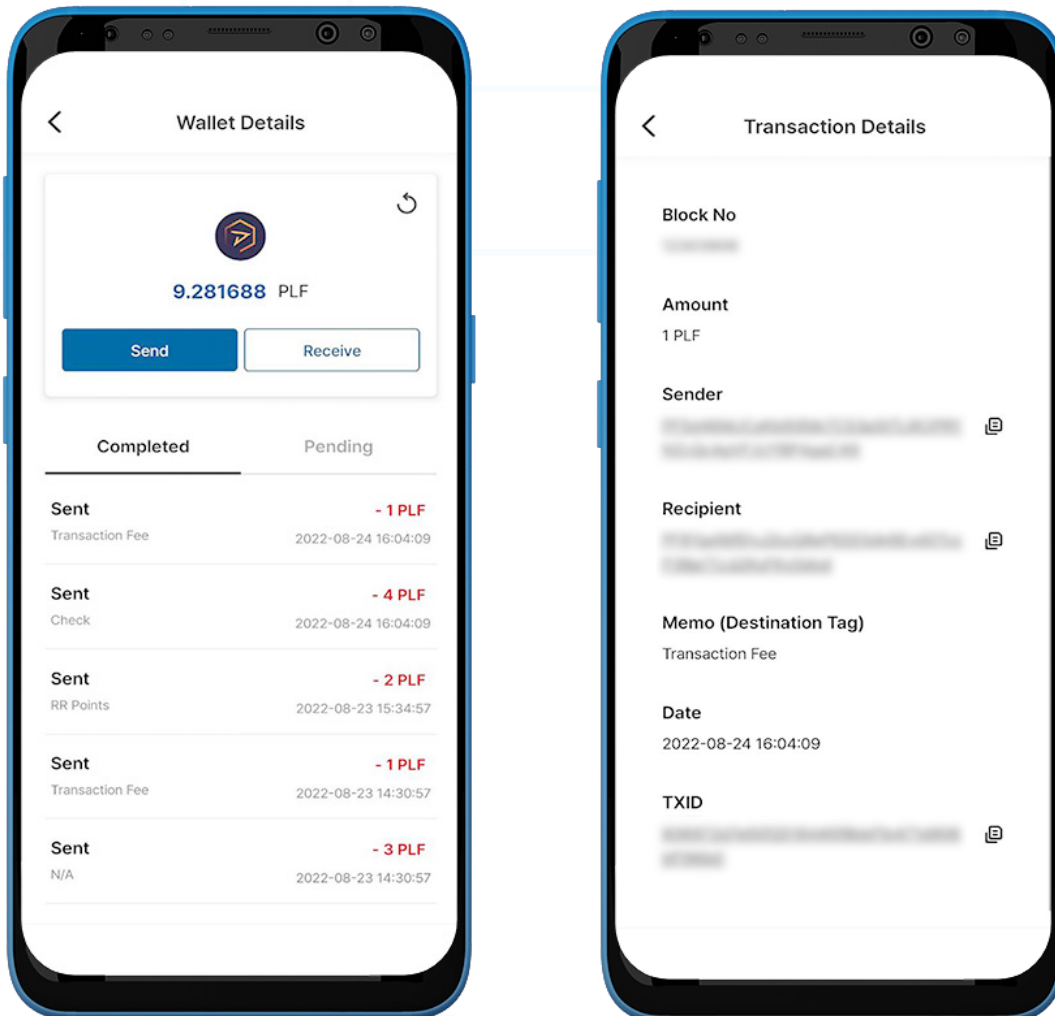 Wallet Details
9.281688 PLF
Send
Receive
Completed
Pending
Sent
- 1 PLF
Transaction Fee
2022-08-24 16:04:09
Sent
- 4 PLF
Check
2022-08-24 16:04:09
Sent
- 2 PLF
RR Points
2022-08-23 15:34:57
Sent
- 1 PLF
Transaction Fee
2022-08-23 14:30:57
Sent
- 3 PLF
N/A
2022-08-23 14:30:57
Transaction Details
Block No
Amount
1 PLF
Sender
Recipient
Memo (Destination Tag)
Transaction Fee
Date
2022-08-24 16:04:09
TXID